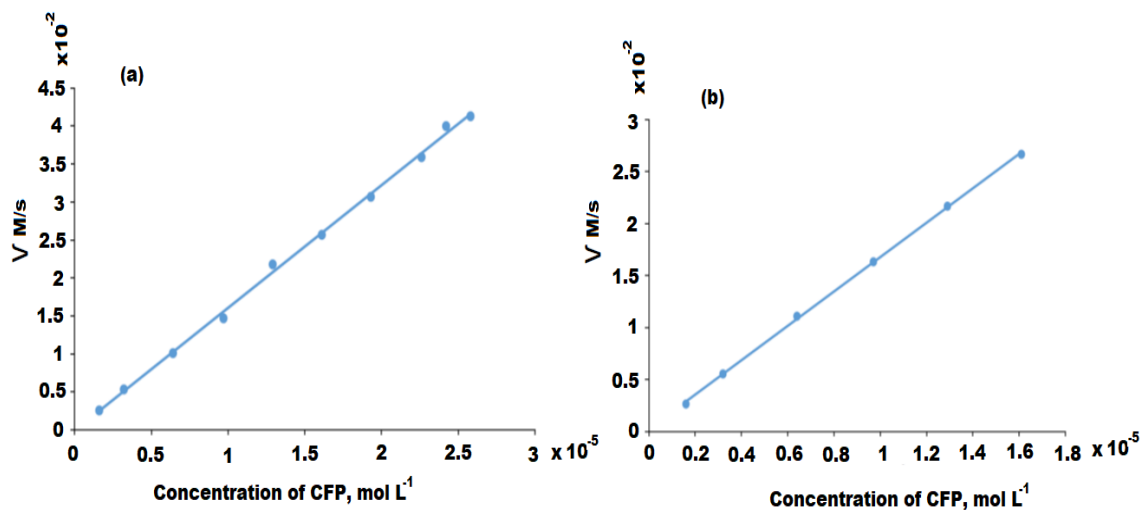 x10-2
(a)
4.5
4
3.5
3
2.5
2
1.5
1
0.5
0
V M/s
0 0.5 1 1.5 2 2.5 3 x 10-5
Concentration of CFP, mol L-1
x10-2
(b)
3
2.5
2
1.5
1
0.5
0
V M/s
0 0.2 0.4 0.6 0.8 1 1.2 1.4 1.6 1.8 x 10-5
Concentration of CFP, mol L-1